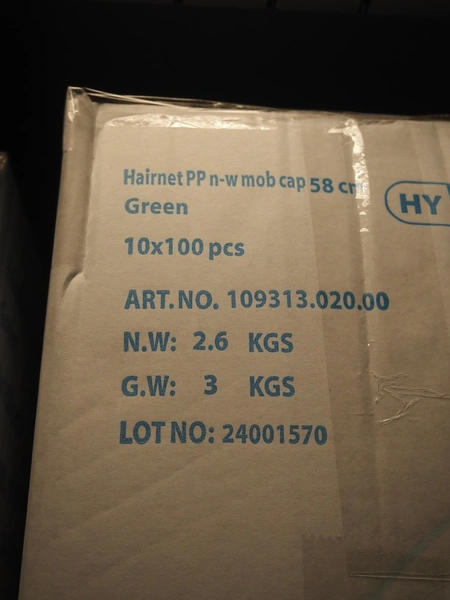 Hairnet PP n-w mob cap 58 cm
Green
HY
10x100 pcs
ART.NO. 109313.020.00
N.W: 2.6 KGS
G.W: 3 KGS
LOT NO: 24001570